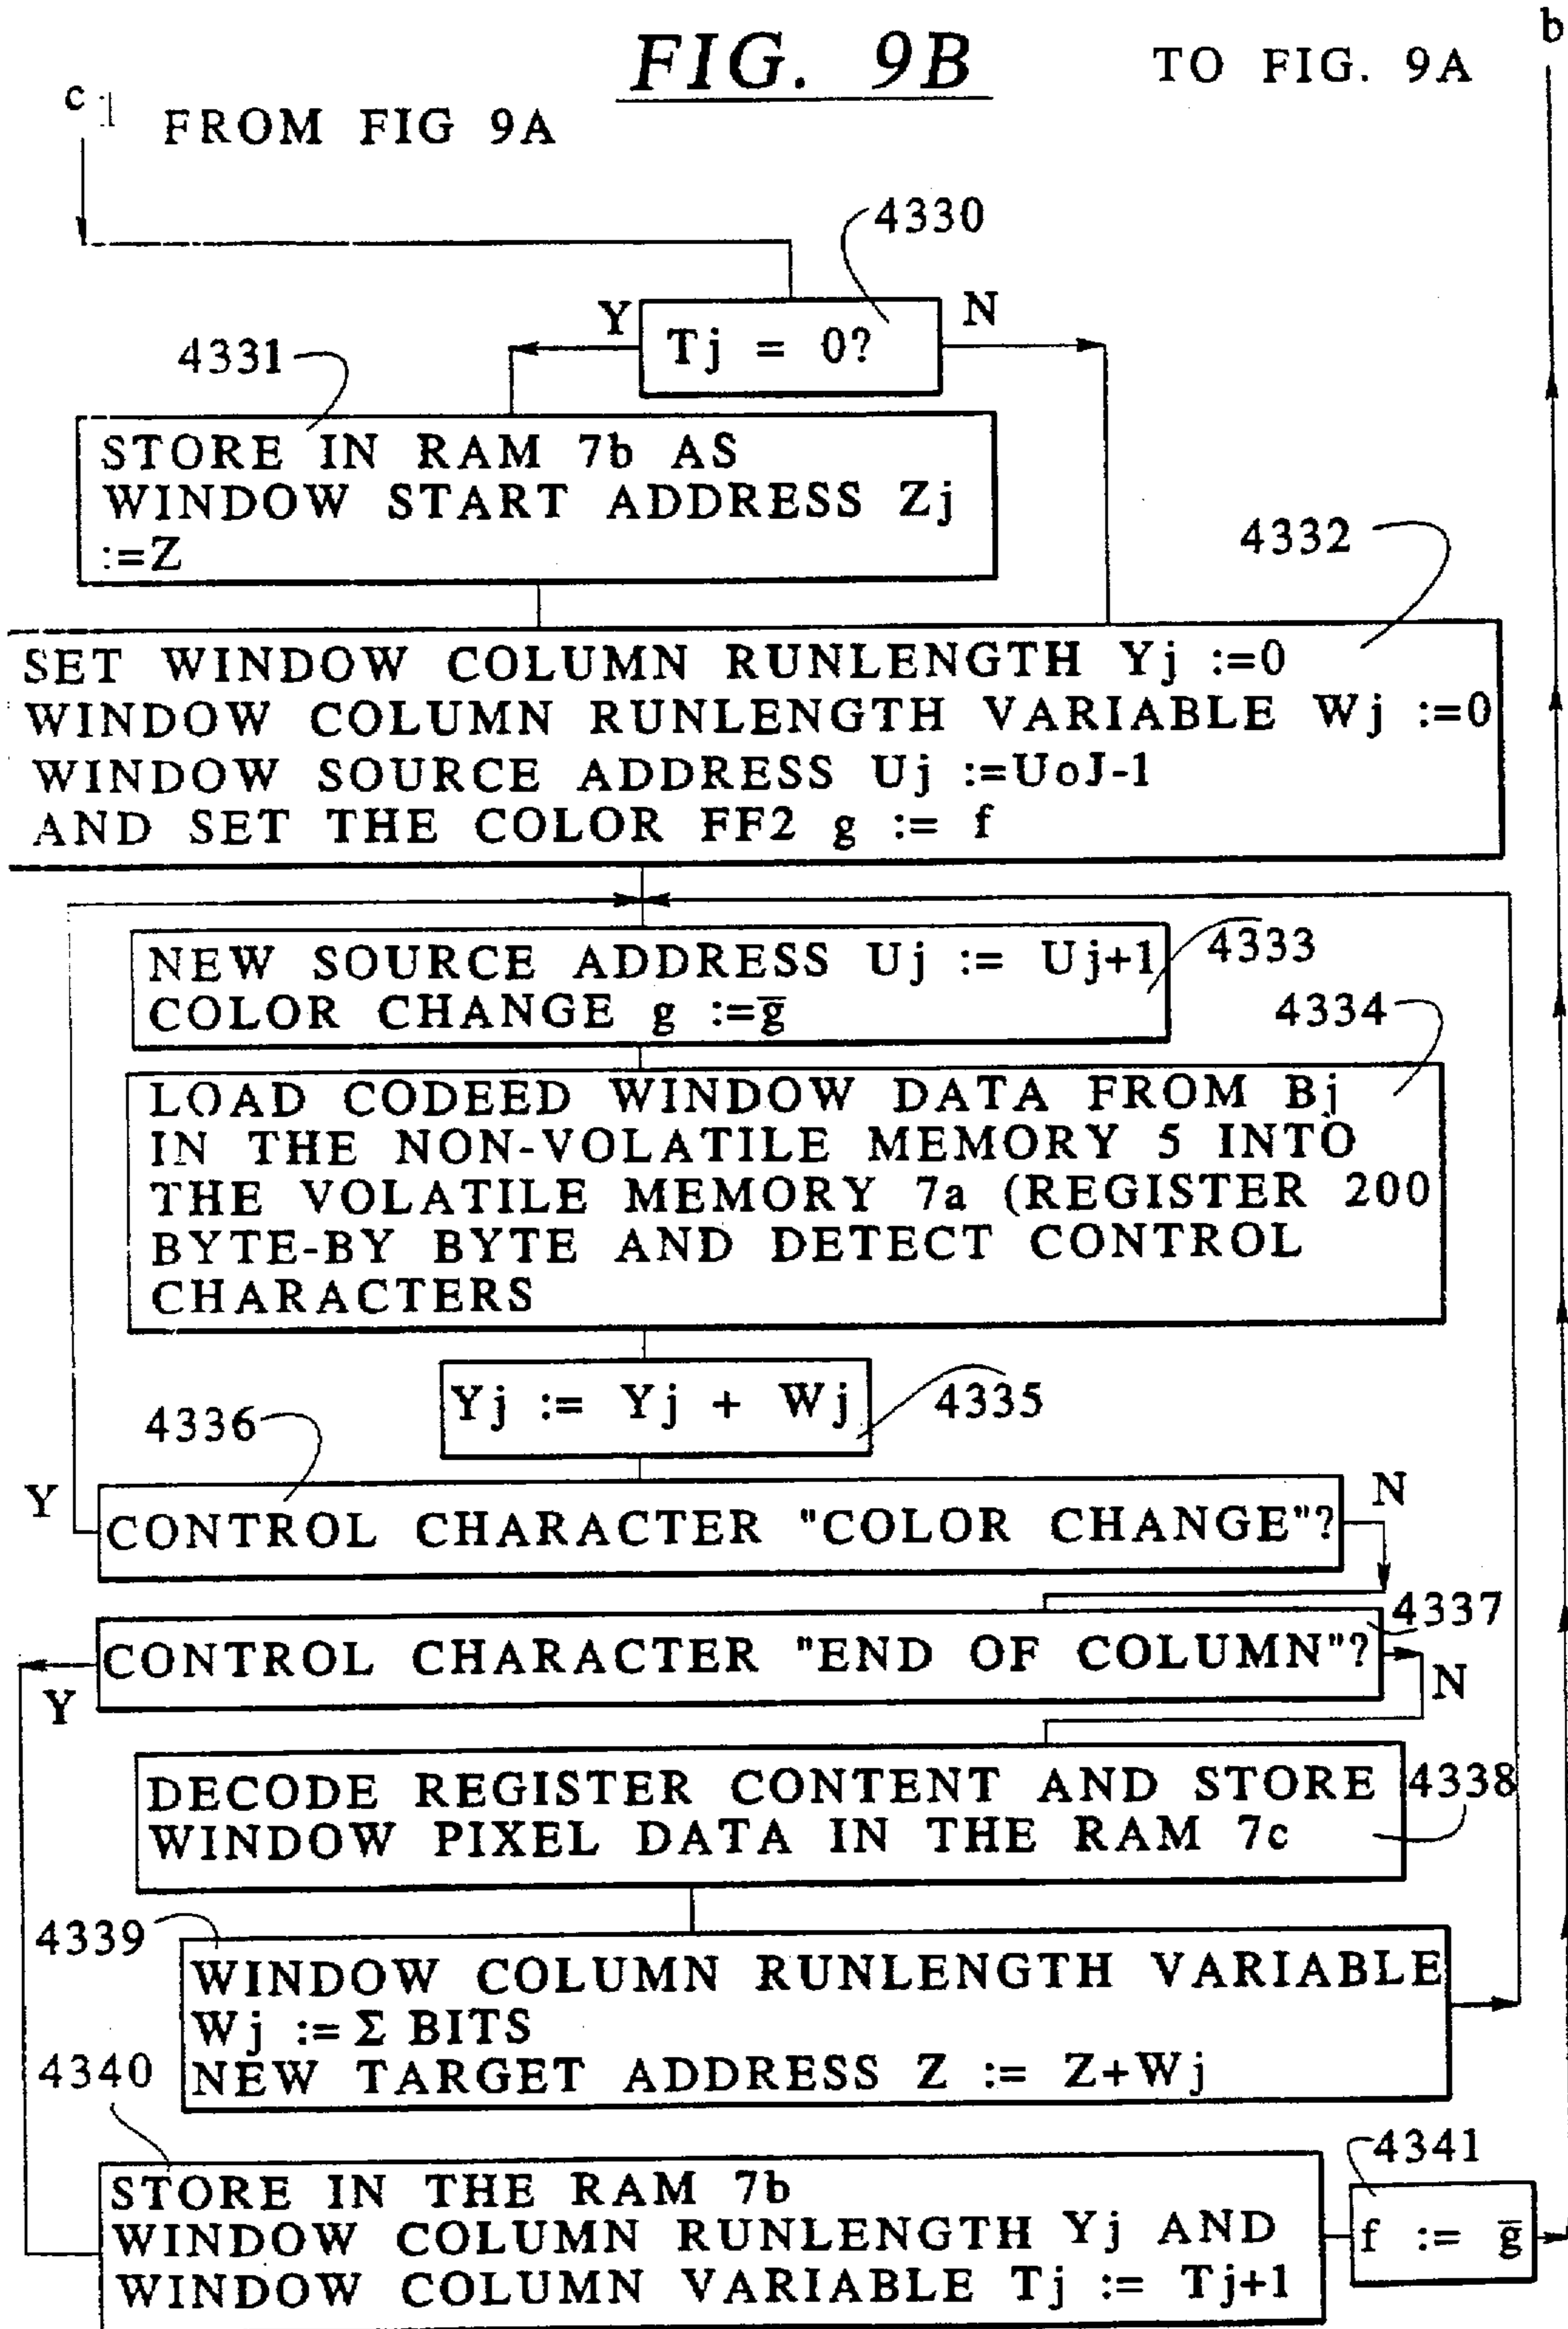 FIG. 9B
TO FIG. 9A
b
c
FROM FIG 9A
4330
Y
Tj = 0?
N
4331
STORE IN RAM 7b AS
WINDOW START ADDRESS Zj
:=Z
4332
SET WINDOW COLUMN RUNLENGTH Yj :=0
WINDOW COLUMN RUNLENGTH VARIABLE Wj :=0
WINDOW SOURCE ADDRESS Uj :=UoJ-1
AND SET THE COLOR FF2 g := f
NEW SOURCE ADDRESS Uj := Uj+1
COLOR CHANGE g :=g̅
4333
4334
LOAD CODEED WINDOW DATA FROM Bj
IN THE NON-VOLATILE MEMORY 5 INTO
THE VOLATILE MEMORY 7a (REGISTER 200
BYTE-BY BYTE AND DETECT CONTROL
CHARACTERS
Yj := Yj + Wj
4335
4336
Y
CONTROL CHARACTER "COLOR CHANGE"?
N
4337
CONTROL CHARACTER "END OF COLUMN"?
Y
N
DECODE REGISTER CONTENT AND STORE
WINDOW PIXEL DATA IN THE RAM 7c
4338
4339
WINDOW COLUMN RUNLENGTH VARIABLE
Wj := Σ BITS
NEW TARGET ADDRESS Z := Z+Wj
4340
STORE IN THE RAM 7b
WINDOW COLUMN RUNLENGTH Yj AND
WINDOW COLUMN VARIABLE Tj := Tj+1
4341
f := g̅